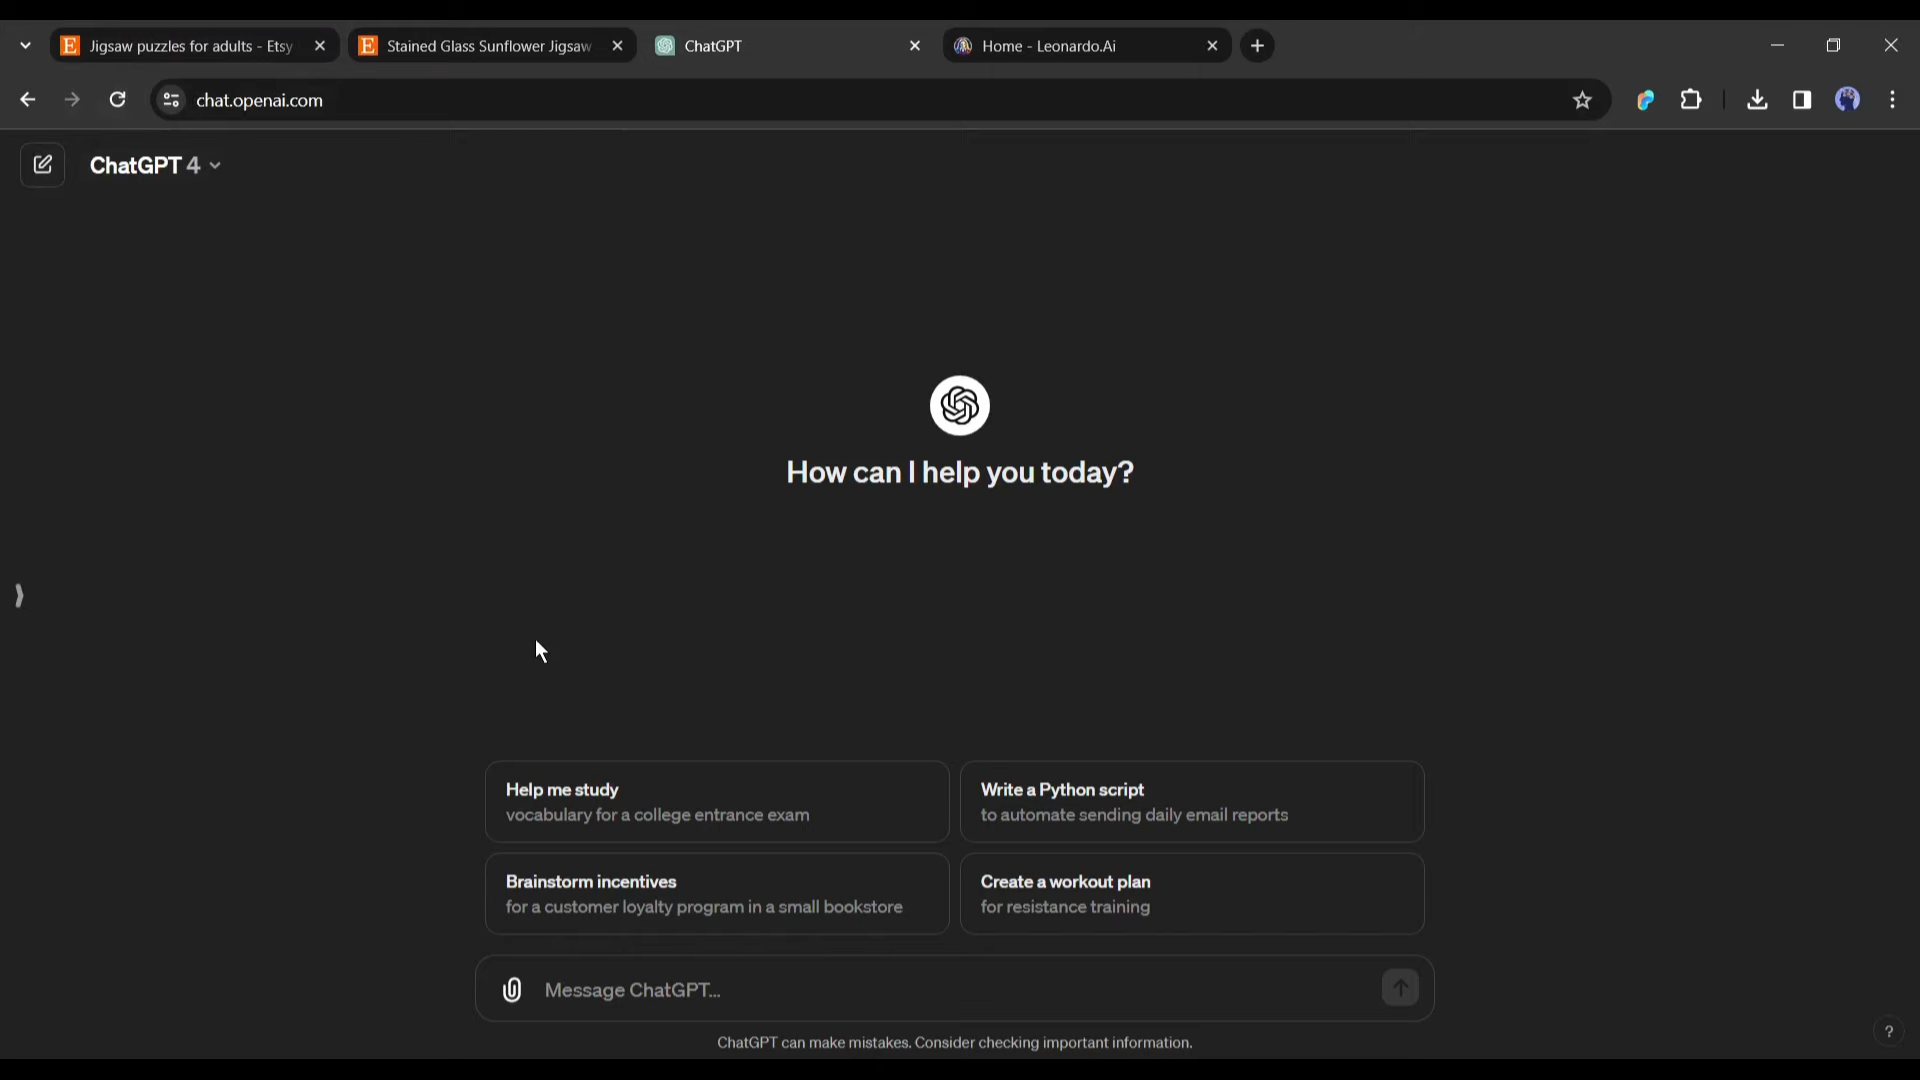 Jigsaw puzzles for adults - Etsy
Stained Glass Sunflower Jigsaw
ChatGPT
Home - Leonardo.Ai
chat.openai.com
ChatGPT 4
How can I help you today?
Help me study
vocabulary for a college entrance exam
Write a Python script
to automate sending daily email reports
Brainstorm incentives
for a customer loyalty program in a small bookstore
Create a workout plan
for resistance training
Message ChatGPT...
ChatGPT can make mistakes. Consider checking important information.
?